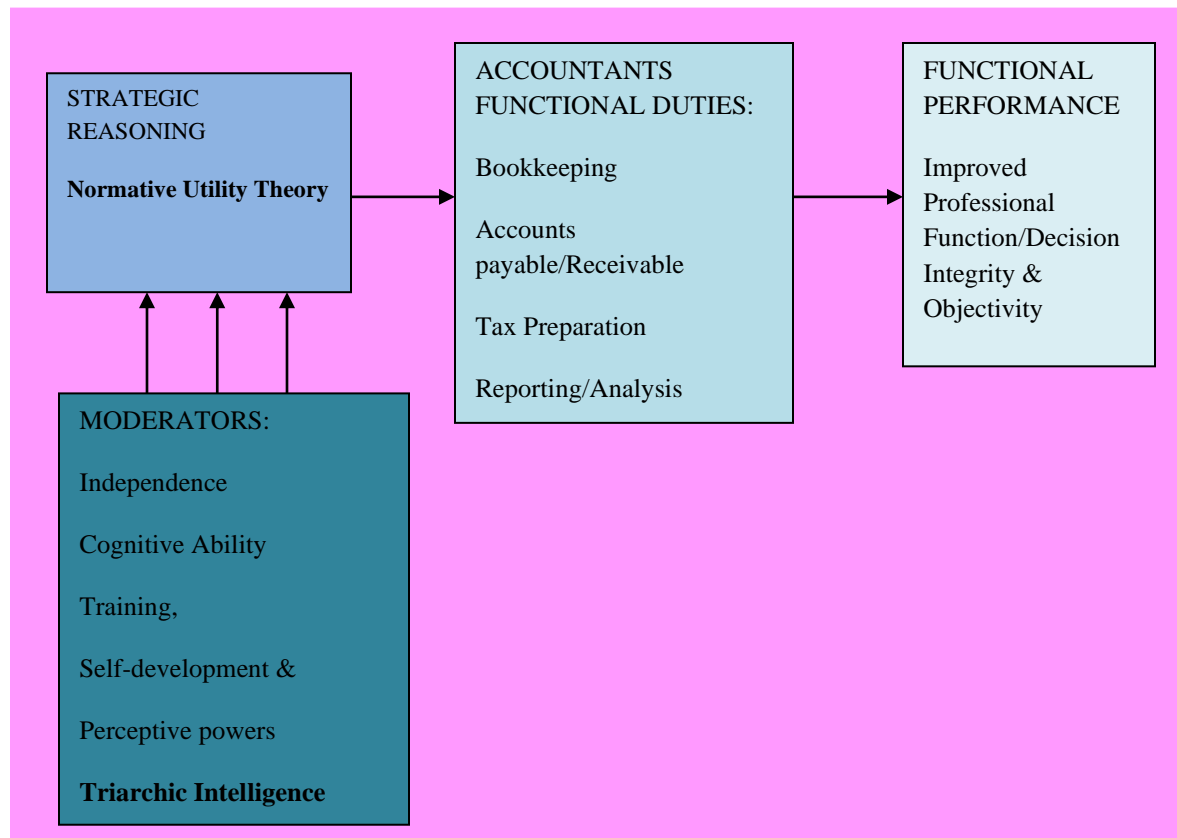 STRATEGIC
REASONING
Normative Utility Theory
ACCOUNTANTS
FUNCTIONAL DUTIES:
Bookkeeping
Accounts
payable/Receivable
Tax Preparation
Reporting/Analysis
FUNCTIONAL
PERFORMANCE
Improved
Professional
Function/Decision
Integrity &
Objectivity
MODERATORS:
Independence
Cognitive Ability
Training,
Self-development &
Perceptive powers
Triarchic Intelligence